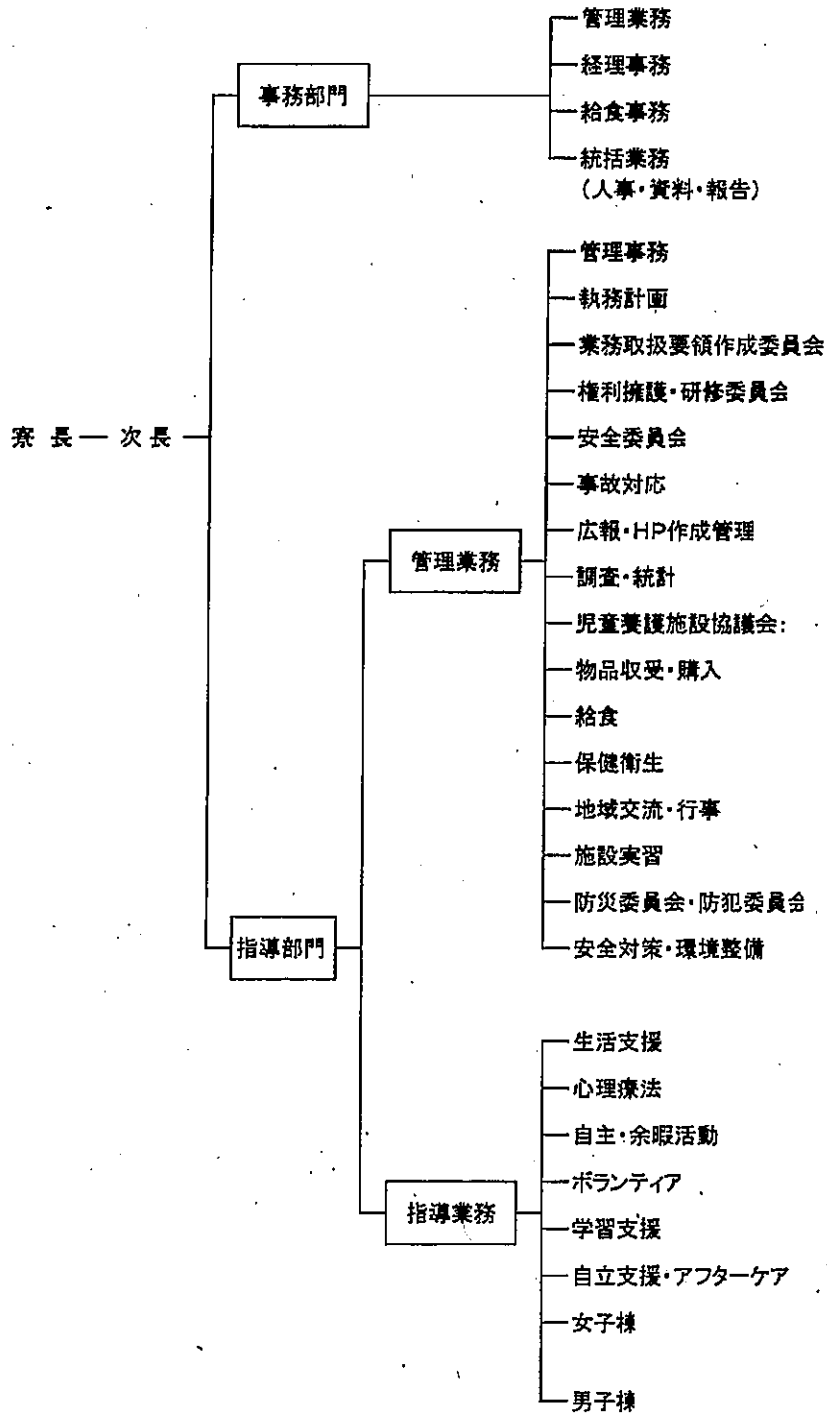 管理業務
経理事務
事務部門
給食事務
統括業務
(人事・資料・報告)
管理事務
執務計画
業務取扱要領作成委員会
権利擁護・研修委員会
寮 長 ― 次 長
安全委員会
事故対応
広報・HP作成管理
管理業務
調査・統計
児童養護施設協議会:
物品収受・購入
給食
保健衛生
地域交流・行事
施設実習
防災委員会・防犯委員会
指導部門
安全対策・環境整備
生活支援
心理療法
自主・余暇活動
ボランティア
指導業務
学習支援
自立支援・アフターケア
女子棟
男子棟